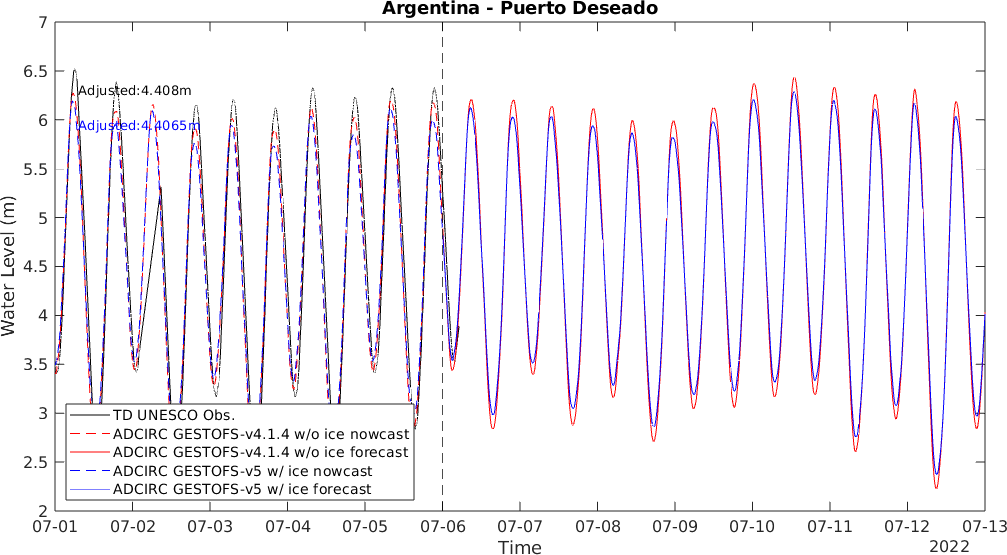 Argentina - Puerto Deseado
7
6.5
6
5.5
5
4.5
4
3.5
3
2.5
2
Water Level (m)
Adjusted:4.408m
Adjusted:4.4065m
TD UNESCO Obs.
ADCIRC GESTOFS-v4.1.4 w/o ice nowcast
ADCIRC GESTOFS-v4.1.4 w/o ice forecast
ADCIRC GESTOFS-v5 w/ ice nowcast
ADCIRC GESTOFS-v5 w/ ice forecast
07-01 07-02 07-03 07-04 07-05 07-06 07-07 07-08 07-09 07-10 07-11 07-12 07-13
Time
2022